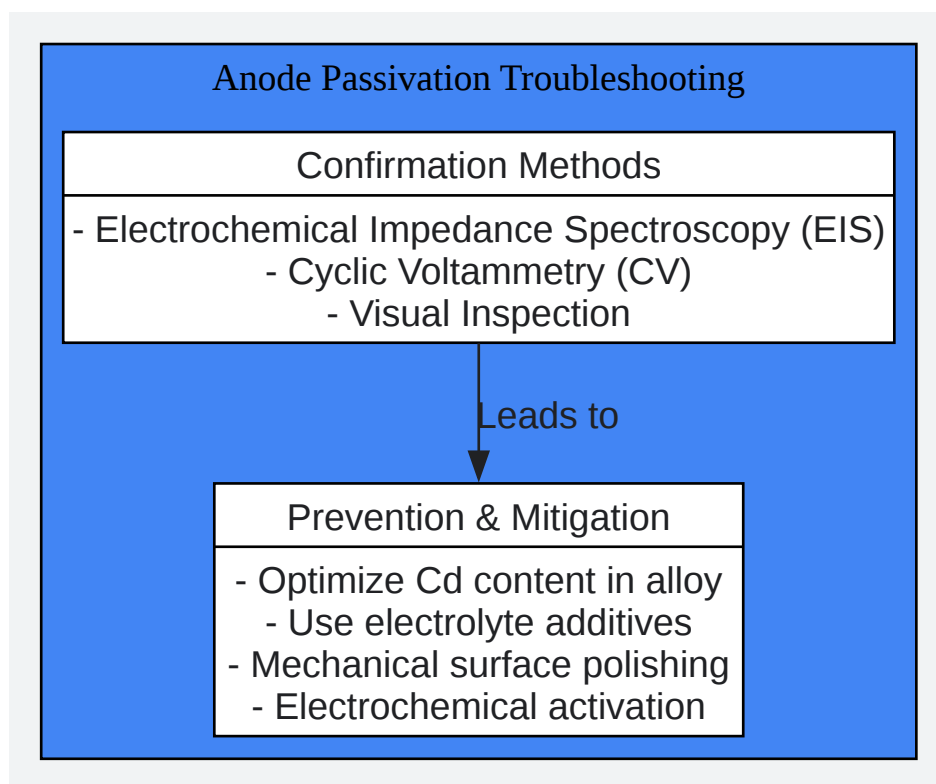 Anode Passivation Troubleshooting
Confirmation Methods
- Electrochemical Impedance Spectroscopy (EIS)
- Cyclic Voltammetry (CV)
- Visual Inspection
Leads to
Prevention & Mitigation
- Optimize Cd content in alloy
- Use electrolyte additives
- Mechanical surface polishing
- Electrochemical activation